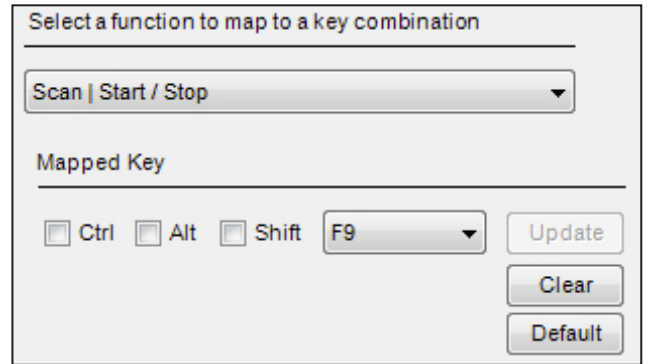 Select a function to map to a key combination
Scan | Start / Stop
Mapped Key
Ctrl Alt Shift F9 Update
Clear
Default